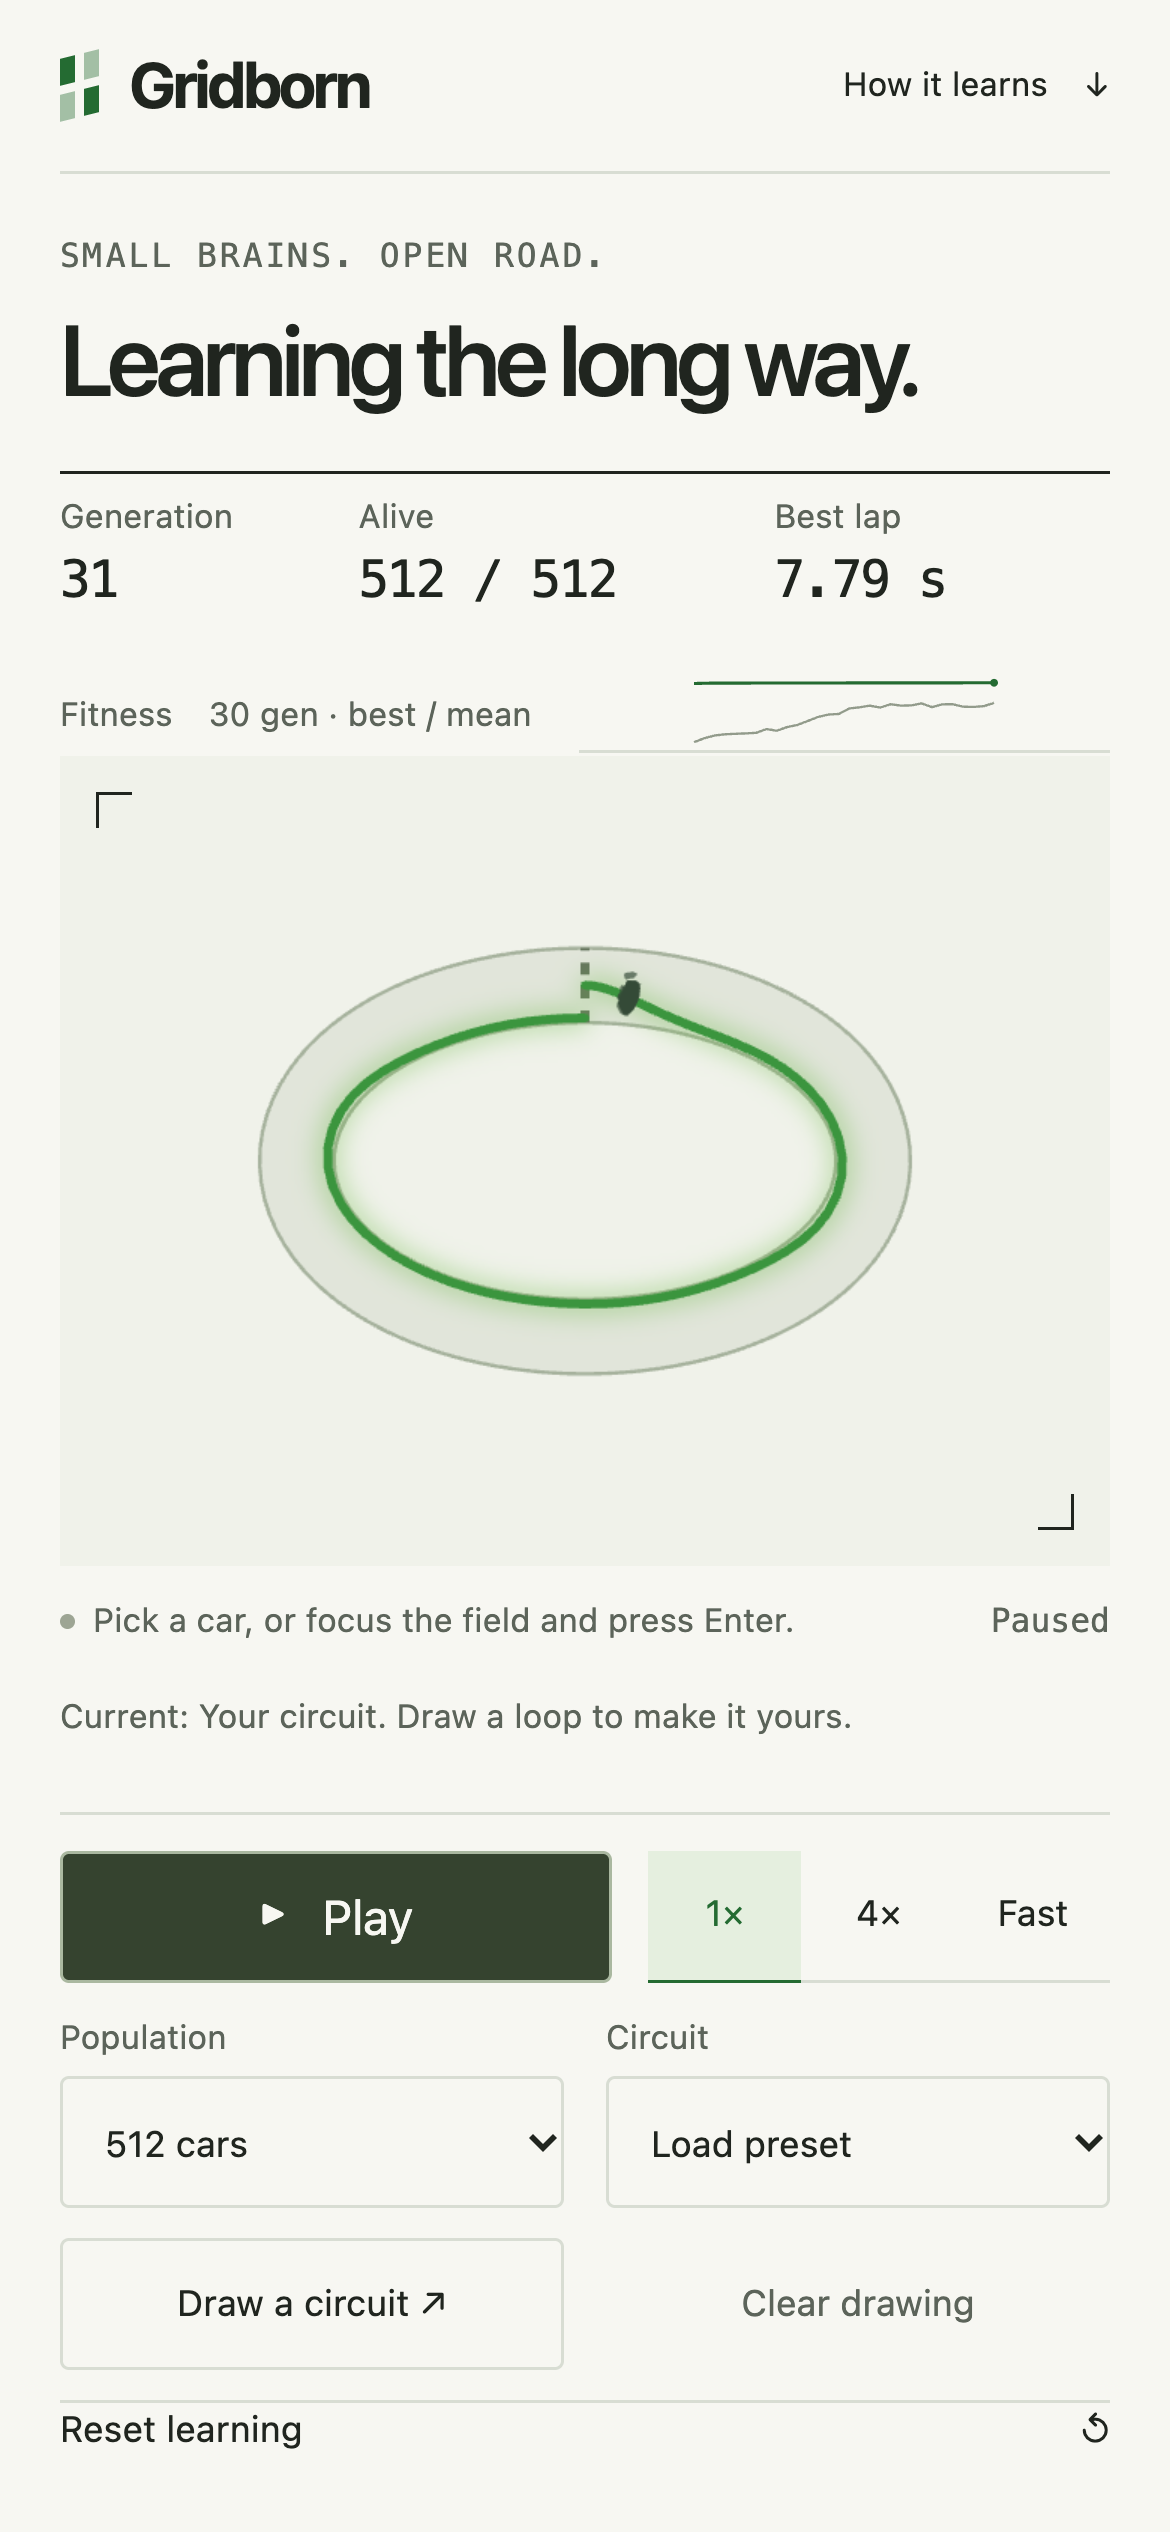 Gridborn
How it learns ↓
SMALL BRAINS. OPEN ROAD.
Learning the long way.
Generation Alive Best lap
31 512 / 512 7.79 s
Fitness 30 gen · best / mean
Pick a car, or focus the field and press Enter. Paused
Current: Your circuit. Draw a loop to make it yours.
Play 1× 4× Fast
Population Circuit
512 cars Load preset
Draw a circuit ↗ Clear drawing
Reset learning